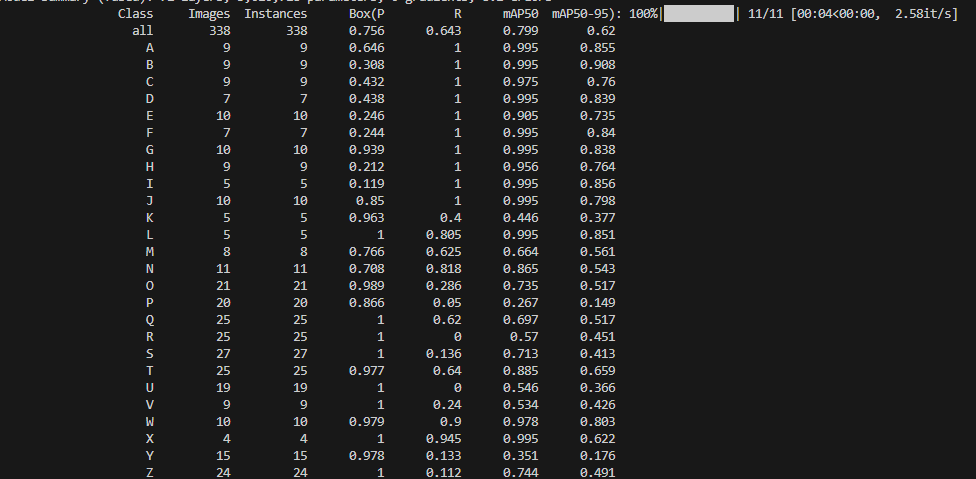 Class Images Instances Box(P R mAP50 mAP50-95): 100%| | 11/11 [00:04<00:00, 2.58it/s]
all 338 338 0.756 0.643 0.799 0.62
A 9 9 0.646 1 0.995 0.855
B 9 9 0.308 1 0.995 0.908
C 9 9 0.432 1 0.975 0.76
D 7 7 0.438 1 0.995 0.839
E 10 10 0.246 1 0.905 0.735
F 7 7 0.244 1 0.995 0.84
G 10 10 0.939 1 0.995 0.838
H 9 9 0.212 1 0.956 0.764
I 5 5 0.119 1 0.995 0.856
J 10 10 0.85 1 0.995 0.798
K 5 5 0.963 0.4 0.446 0.377
L 5 5 1 0.805 0.995 0.851
M 8 8 0.766 0.625 0.664 0.561
N 11 11 0.708 0.818 0.865 0.543
O 21 21 0.989 0.286 0.735 0.517
P 20 20 0.866 0.05 0.267 0.149
Q 25 25 1 0.62 0.697 0.517
R 25 25 1 0 0.57 0.451
S 27 27 1 0.136 0.713 0.413
T 25 25 0.977 0.64 0.885 0.659
U 19 19 1 0 0.546 0.366
V 9 9 1 0.24 0.534 0.426
W 10 10 0.979 0.9 0.978 0.803
X 4 4 1 0.945 0.995 0.622
Y 15 15 0.978 0.133 0.351 0.176
Z 24 24 1 0.112 0.744 0.491